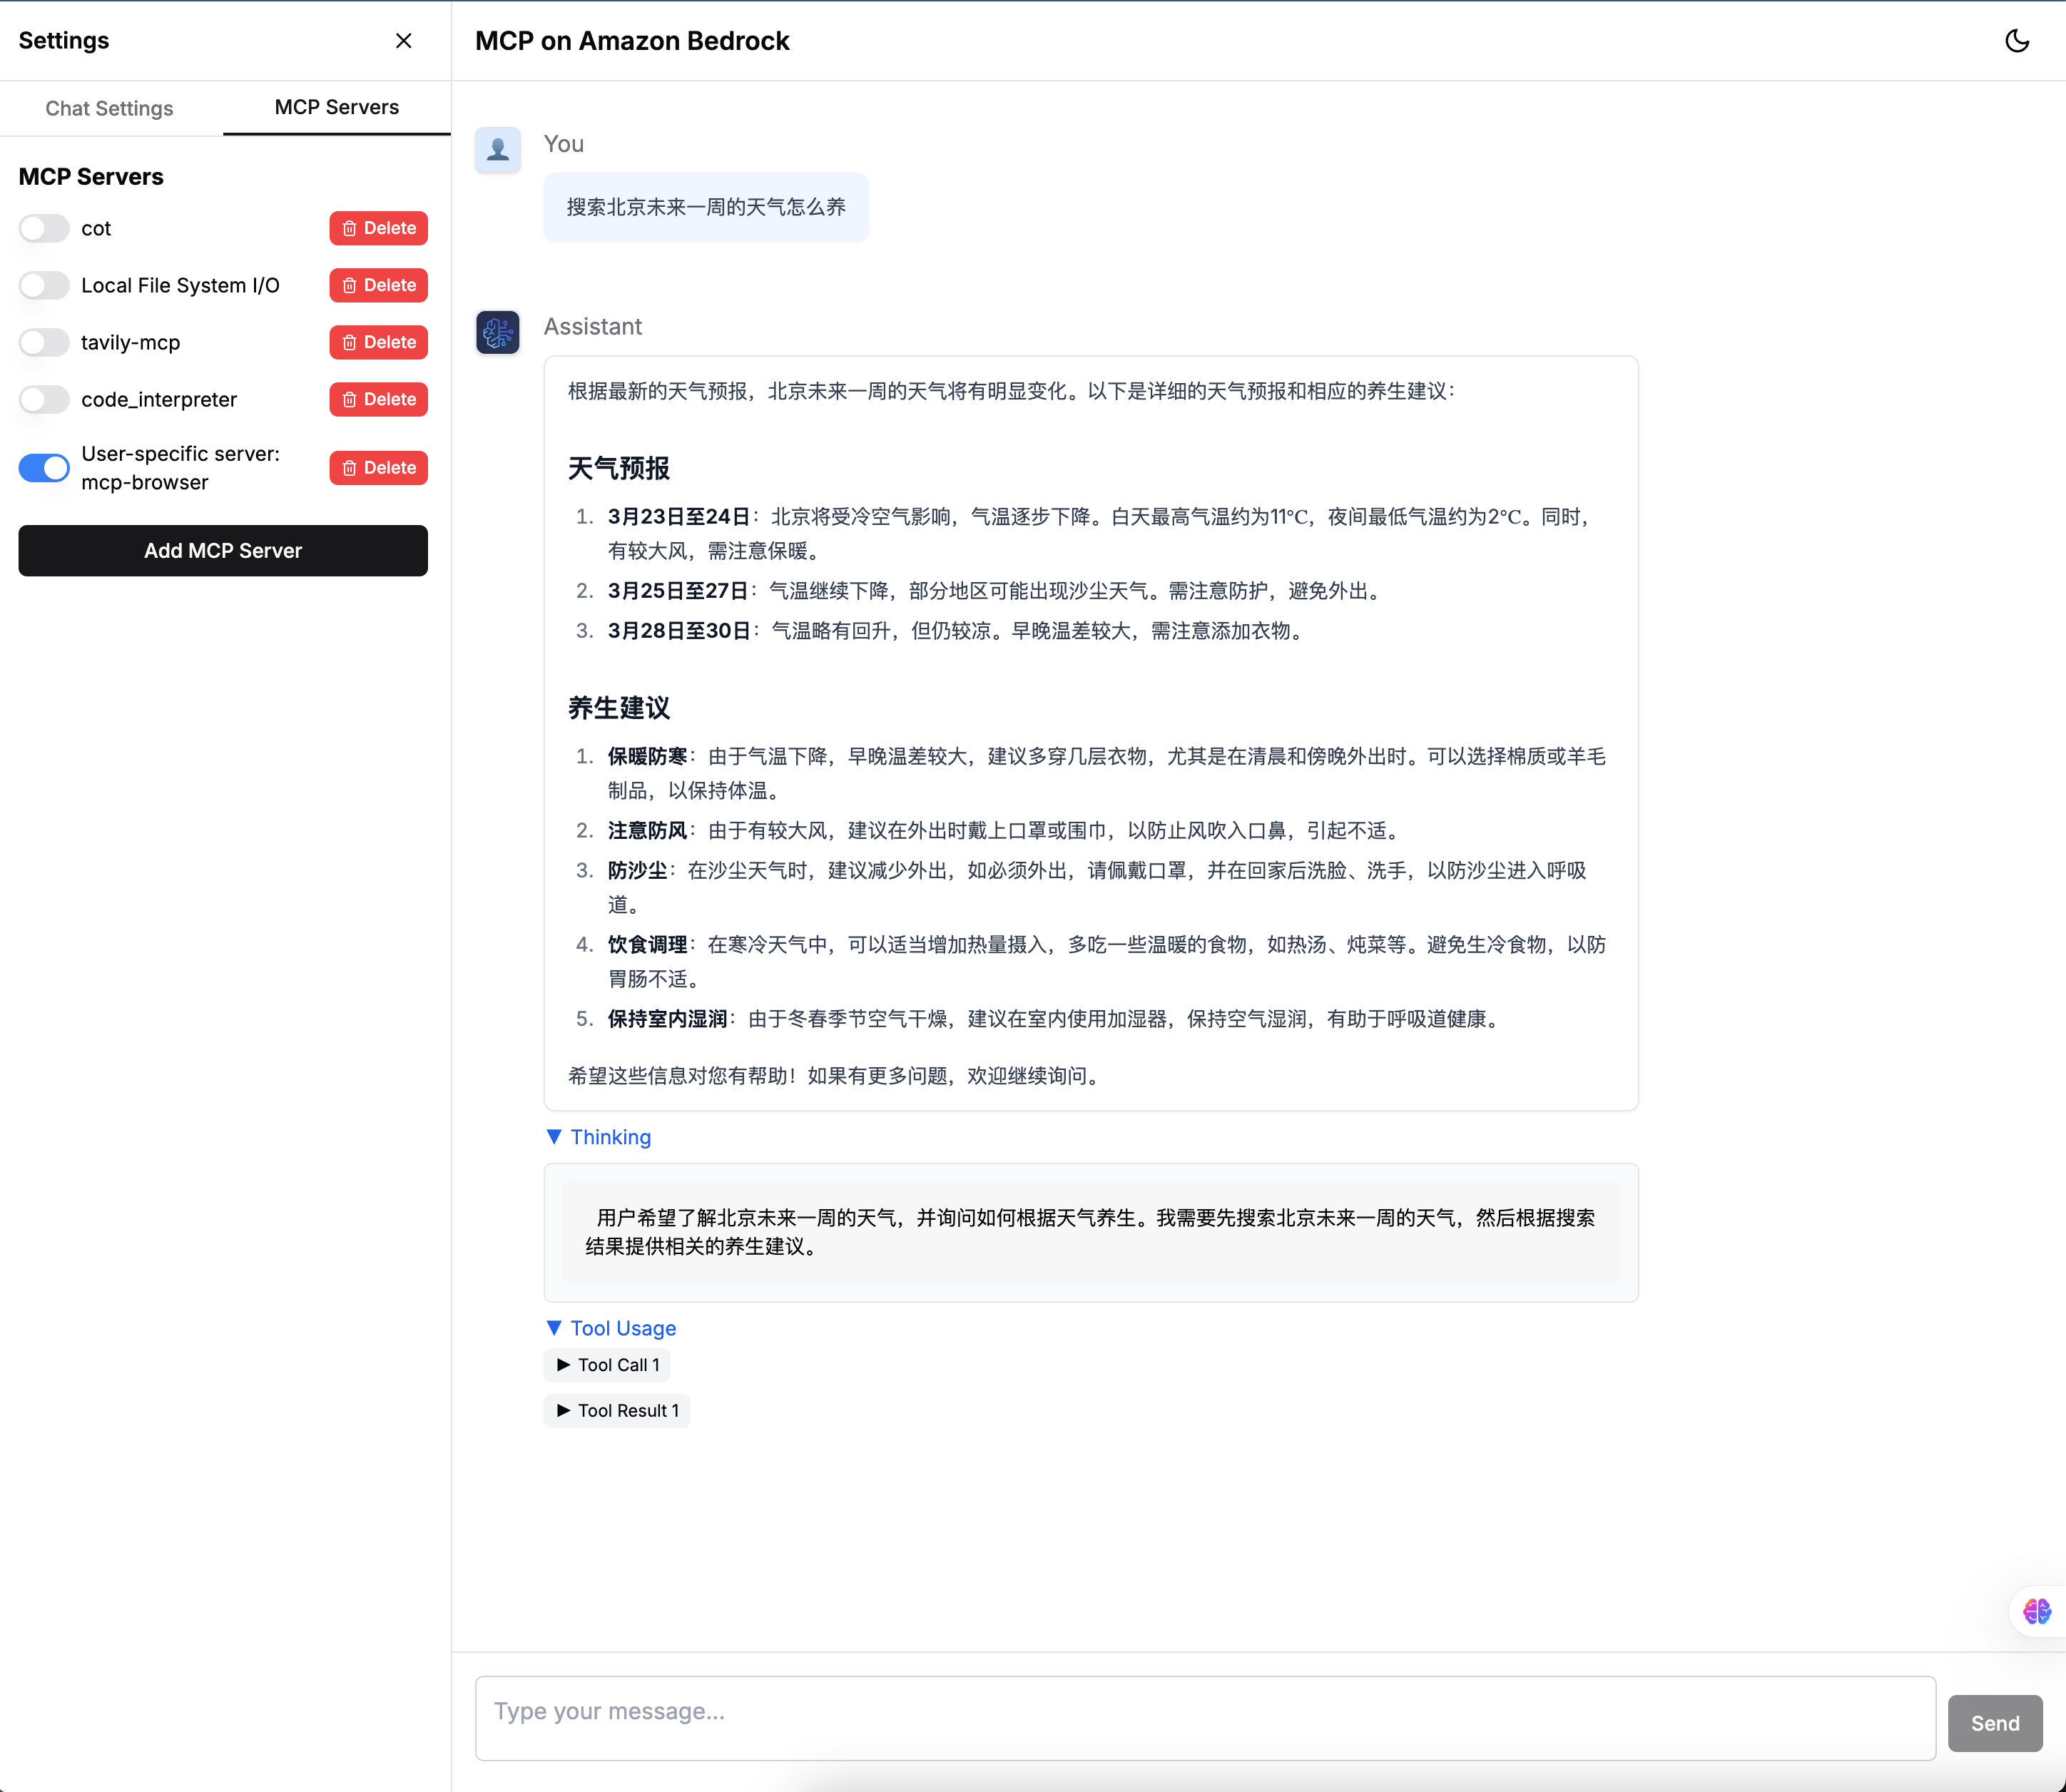 Settings
Chat Settings
MCP Servers
MCP Servers
cot
Delete
Local File System I/O
Delete
tavily-mcp
Delete
code_interpreter
Delete
User-specific server:
mcp-browser
Delete
Add MCP Server
MCP on Amazon Bedrock
You
搜索北京未来一周的天气怎么养
Assistant
根据最新的天气预报，北京未来一周的天气将有明显变化。以下是详细的天气预报和相应的养生建议：
天气预报
1. 3月23日至24日：北京将受冷空气影响，气温逐步下降。白天最高气温约为11℃，夜间最低气温约为2℃。同时，
有较大风，需注意保暖。
2. 3月25日至27日：气温继续下降，部分地区可能出现沙尘天气。需注意防护，避免外出。
3. 3月28日至30日：气温略有回升，但仍较凉。早晚温差较大，需注意添加衣物。
养生建议
1. 保暖防寒：由于气温下降，早晚温差较大，建议多穿几层衣物，尤其是在清晨和傍晚外出时。可以选择棉质或羊毛
制品，以保持体温。
2. 注意防风：由于有较大风，建议在外出时戴上口罩或围巾，以防止风吹入口鼻，引起不适。
3. 防沙尘：在沙尘天气时，建议减少外出，如必须外出，请佩戴口罩，并在回家后洗脸、洗手，以防沙尘进入呼吸
道。
4. 饮食调理：在寒冷天气中，可以适当增加热量摄入，多吃一些温暖的食物，如热汤、炖菜等。避免生冷食物，以防
胃肠不适。
5. 保持室内湿润：由于冬春季节空气干燥，建议在室内使用加湿器，保持空气湿润，有助于呼吸道健康。
希望这些信息对您有帮助！如果有更多问题，欢迎继续询问。
▼ Thinking
用户希望了解北京未来一周的天气，并询问如何根据天气养生。我需要先搜索北京未来一周的天气，然后根据搜索
结果提供相关的养生建议。
▼ Tool Usage
▶ Tool Call 1
▶ Tool Result 1
Type your message...
Send